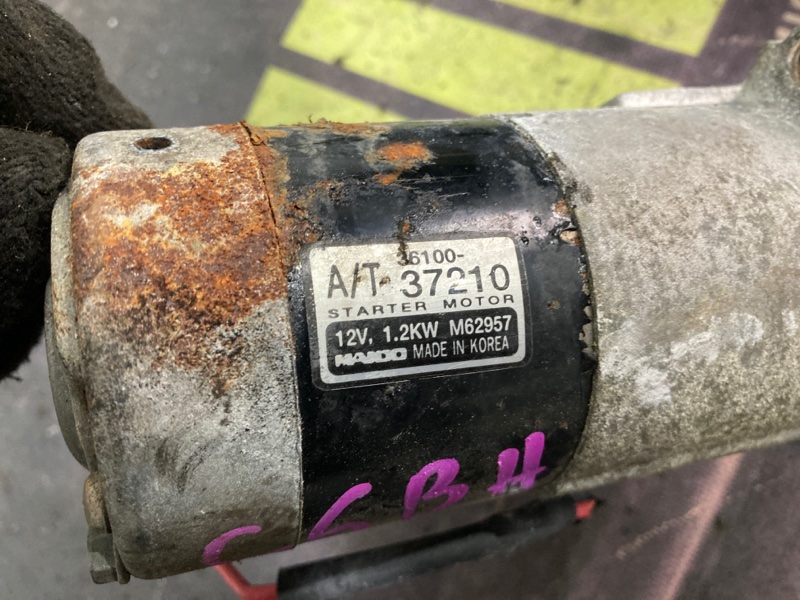 36100-
A/T 37210
STARTER MOTOR
12V, 1.2KW M62957
MANDO MADE IN KOREA
G6BH